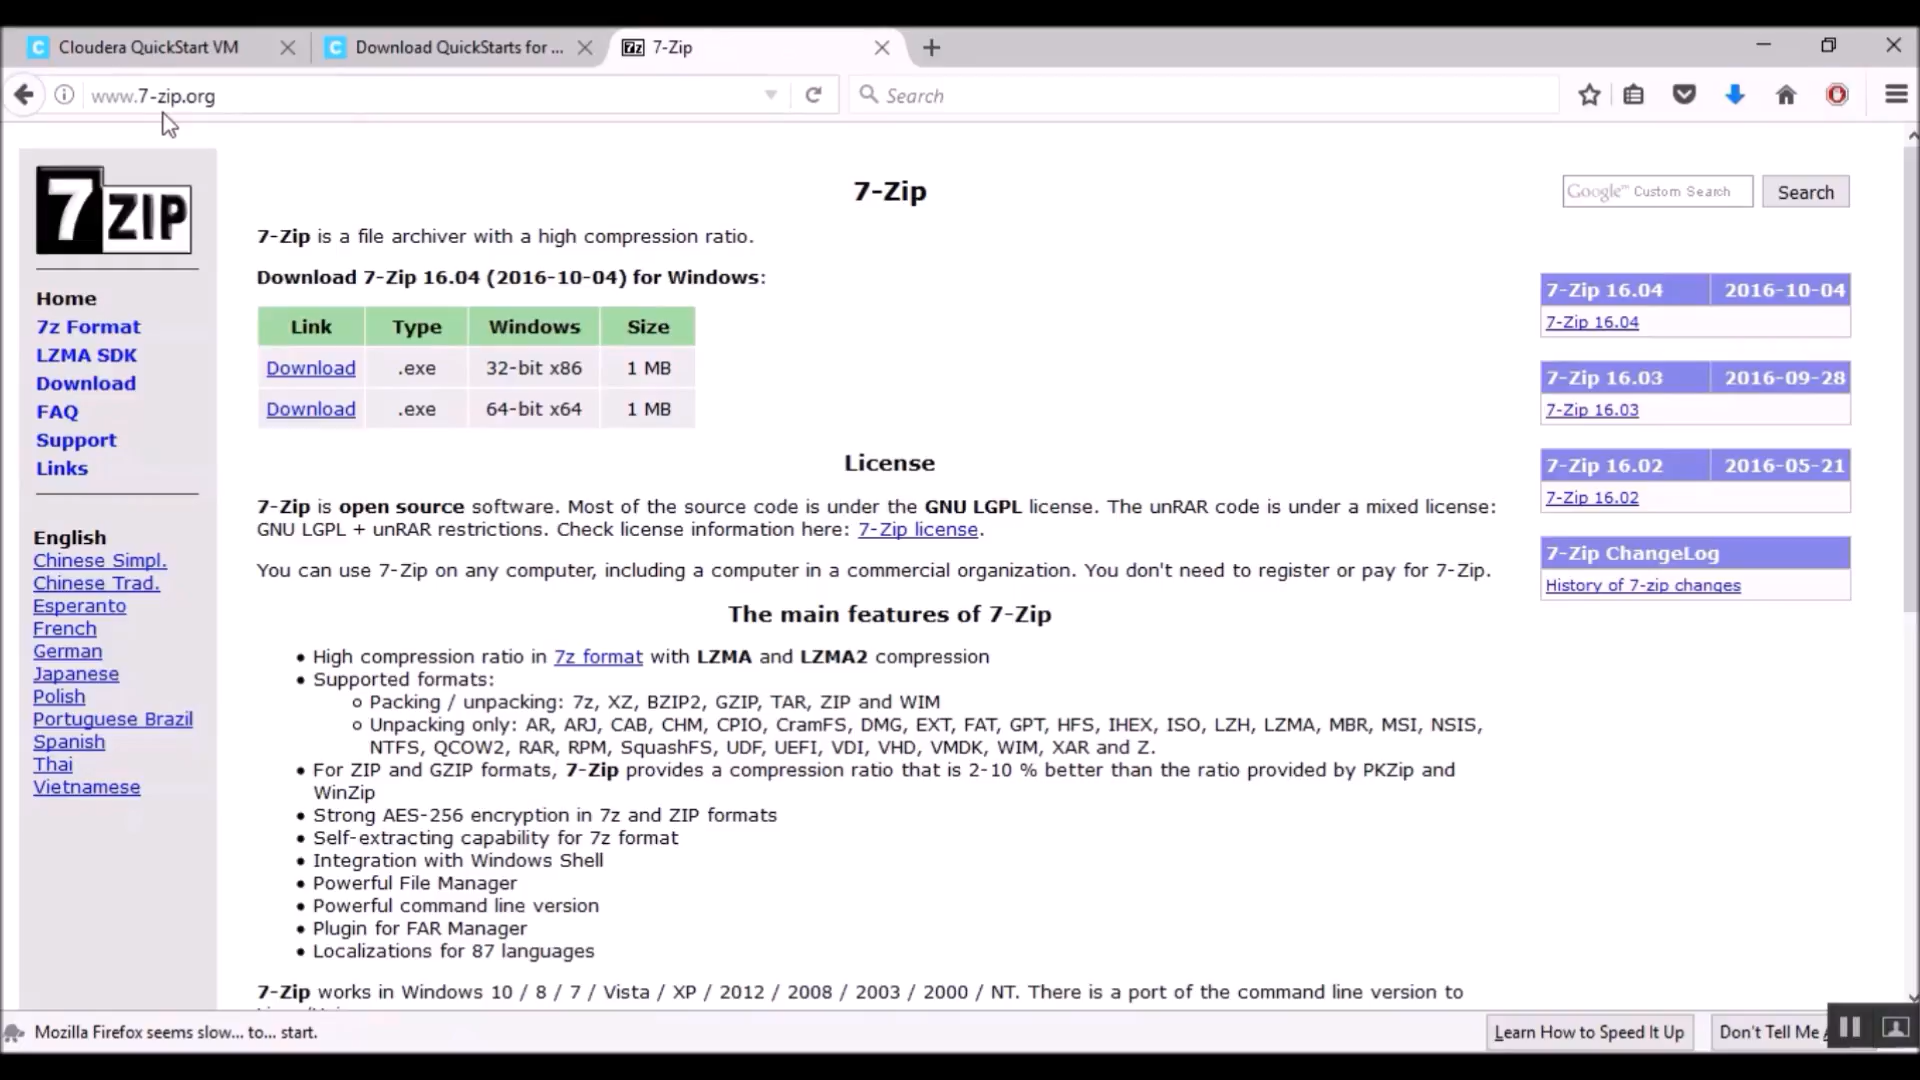 Cloudera QuickStart VM
Download QuickStarts for ...
7-Zip
www.7-zip.org
Search
7ZIP
Home
7z Format
LZMA SDK
Download
FAQ
Support
Links
English
Chinese Simpl.
Chinese Trad.
Esperanto
French
German
Japanese
Polish
Portuguese Brazil
Spanish
Thai
Vietnamese
7-Zip
7-Zip is a file archiver with a high compression ratio.
Download 7-Zip 16.04 (2016-10-04) for Windows:
Link Type Windows Size
Download .exe 32-bit x86 1 MB
Download .exe 64-bit x64 1 MB
License
7-Zip is open source software. Most of the source code is under the GNU LGPL license. The unRAR code is under a mixed license:
GNU LGPL + unRAR restrictions. Check license information here: 7-Zip license.
You can use 7-Zip on any computer, including a computer in a commercial organization. You don't need to register or pay for 7-Zip.
The main features of 7-Zip
High compression ratio in 7z format with LZMA and LZMA2 compression
Supported formats:
Packing / unpacking: 7z, XZ, BZIP2, GZIP, TAR, ZIP and WIM
Unpacking only: AR, ARJ, CAB, CHM, CPIO, CramFS, DMG, EXT, FAT, GPT, HFS, IHEX, ISO, LZH, LZMA, MBR, MSI, NSIS,
NTFS, QCOW2, RAR, RPM, SquashFS, UDF, UEFI, VDI, VHD, VMDK, WIM, XAR and Z.
For ZIP and GZIP formats, 7-Zip provides a compression ratio that is 2-10 % better than the ratio provided by PKZip and
WinZip
Strong AES-256 encryption in 7z and ZIP formats
Self-extracting capability for 7z format
Integration with Windows Shell
Powerful File Manager
Powerful command line version
Plugin for FAR Manager
Localizations for 87 languages
7-Zip works in Windows 10 / 8 / 7 / Vista / XP / 2012 / 2008 / 2003 / 2000 / NT. There is a port of the command line version to
Google™ Custom Search
Search
7-Zip 16.04 2016-10-04
7-Zip 16.04
7-Zip 16.03 2016-09-28
7-Zip 16.03
7-Zip 16.02 2016-05-21
7-Zip 16.02
7-Zip ChangeLog
History of 7-zip changes
Mozilla Firefox seems slow... to... start.
Learn How to Speed It Up
Don't Tell Me